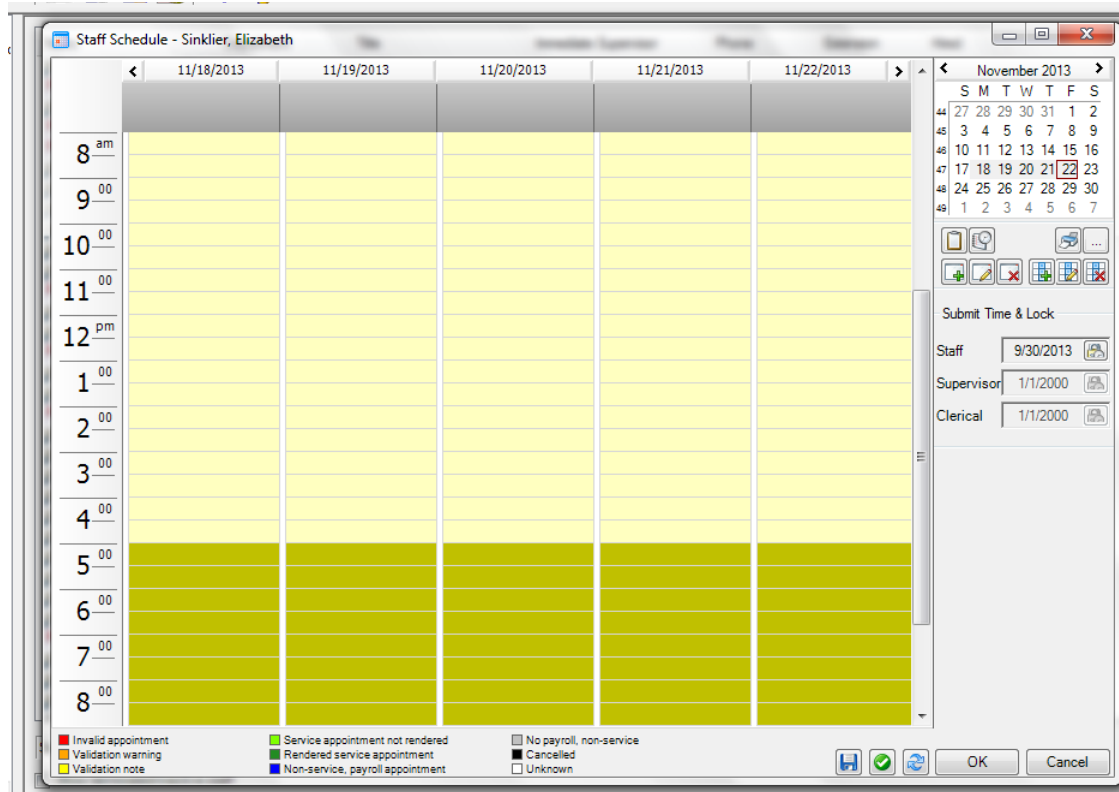 Staff Schedule - Sinklier, Elizabeth
Title Immediate Supervisor Phone Extension
11/18/2013 11/19/2013 11/20/2013 11/21/2013 11/22/2013
8 am
9 00
10 00
11 00
12 pm
1 00
2 00
3 00
4 00
5 00
6 00
7 00
8 00
November 2013
S M T W T F S
44 27 28 29 30 31 1 2
45 3 4 5 6 7 8 9
46 10 11 12 13 14 15 16
47 17 18 19 20 21 22 23
48 24 25 26 27 28 29 30
49 1 2 3 4 5 6 7
...
Submit Time & Lock
Staff 9/30/2013
Supervisor 1/1/2000
Clerical 1/1/2000
Invalid appointment Service appointment not rendered No payroll, non-service
Validation warning Rendered service appointment Cancelled
Validation note Non-service, payroll appointment Unknown
OK Cancel